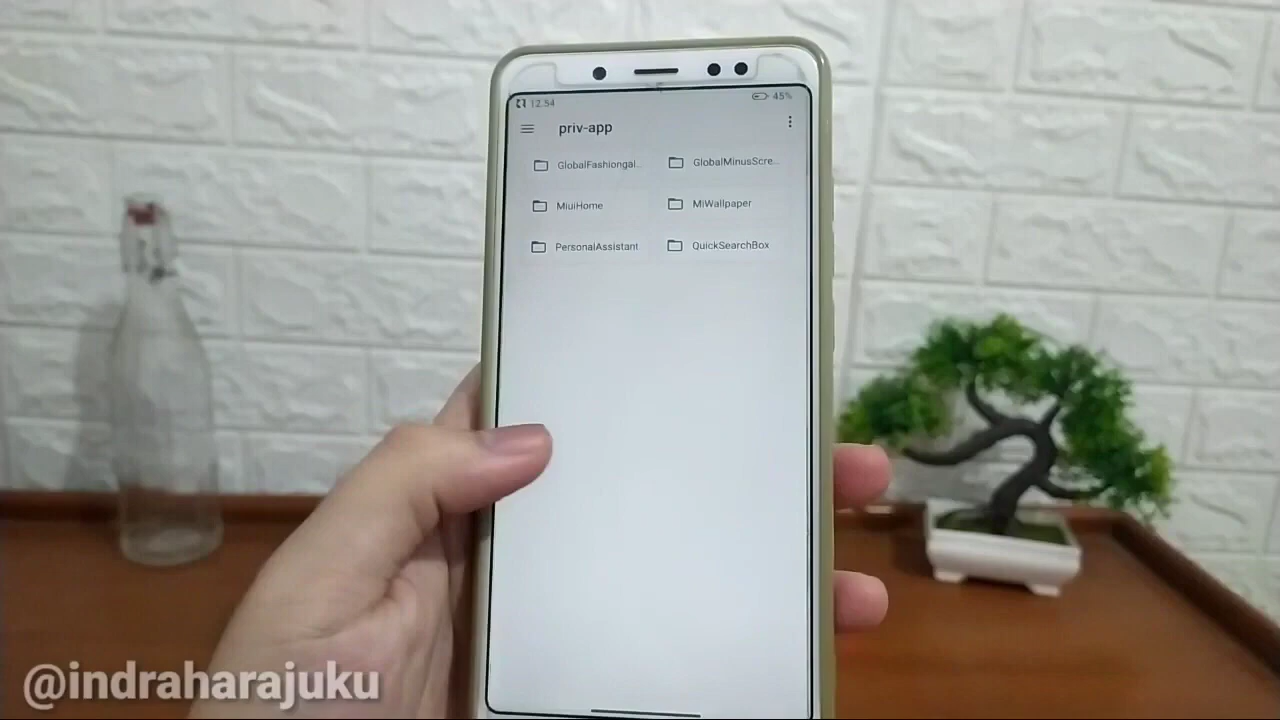 12.54 45%
priv-app
GlobalFashiongal... GlobalMinusScre...
MiuiHome MiWallpaper
PersonalAssistant QuickSearchBox
@indraharajuku